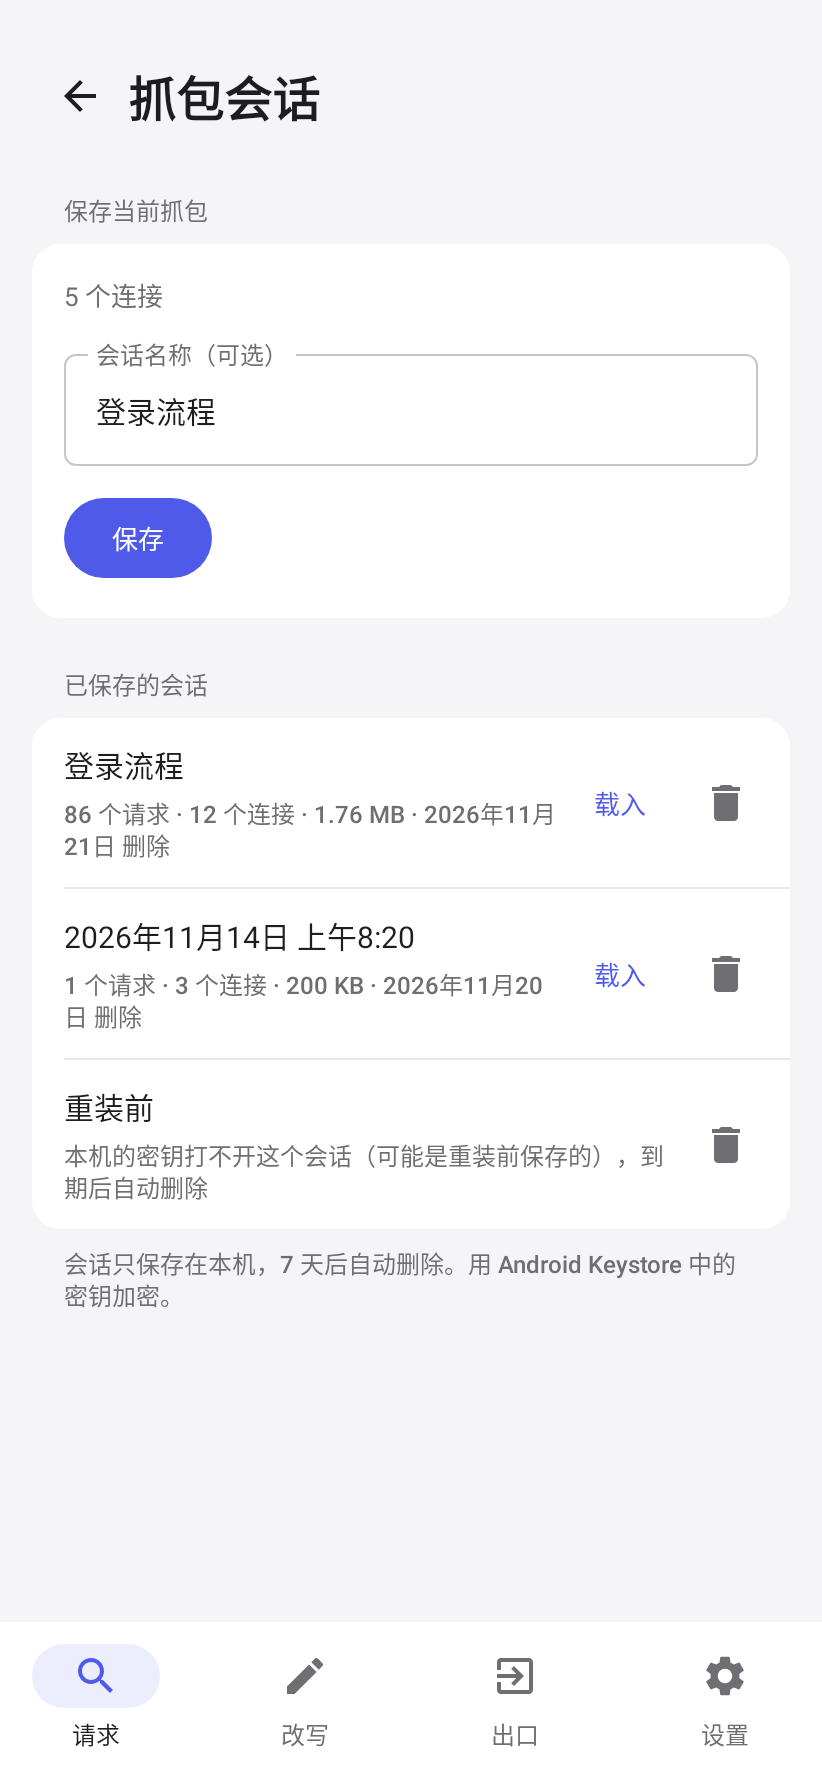 抓包会话
保存当前抓包
5 个连接
会话名称（可选）
登录流程
保存
已保存的会话
登录流程
86 个请求 · 12 个连接 · 1.76 MB · 2026年11月
21日 删除
载入
2026年11月14日 上午8:20
1 个请求 · 3 个连接 · 200 KB · 2026年11月20
日 删除
载入
重装前
本机的密钥打不开这个会话（可能是重装前保存的），到
期后自动删除
会话只保存在本机，7 天后自动删除。用 Android Keystore 中的
密钥加密。
请求
改写
出口
设置